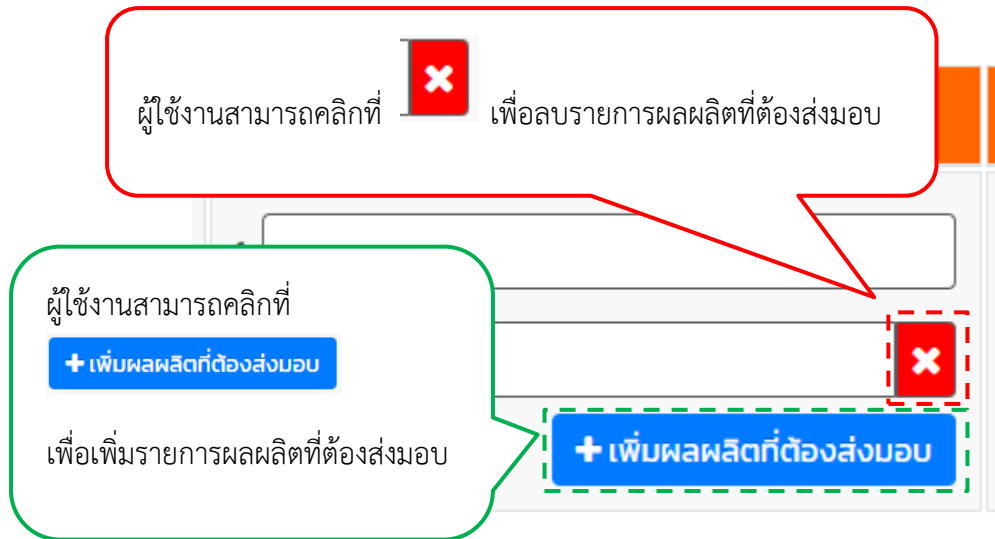 ผู้ใช้งานสามารถคลิกที่ เพื่อลบรายการผลผลิตที่ต้องส่งมอบ
ผู้ใช้งานสามารถคลิกที่
+ เพิ่มผลผลิตที่ต้องส่งมอบ
เพื่อเพิ่มรายการผลผลิตที่ต้องส่งมอบ
+ เพิ่มผลผลิตที่ต้องส่งมอบ